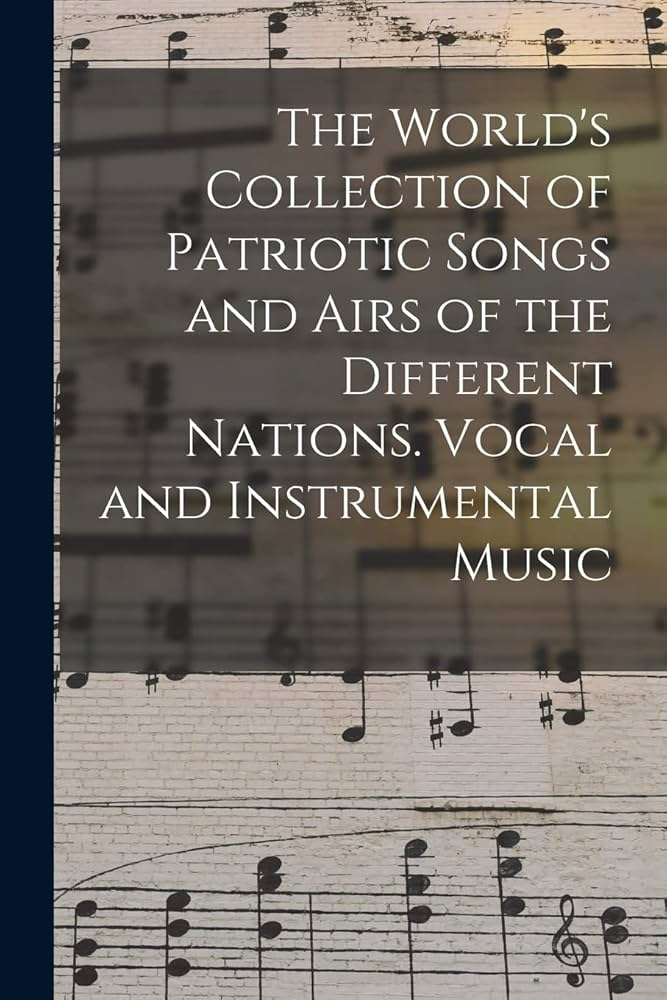 The World's
Collection of
Patriotic Songs
and Airs of the
Different
Nations. Vocal
and Instrumental
Music